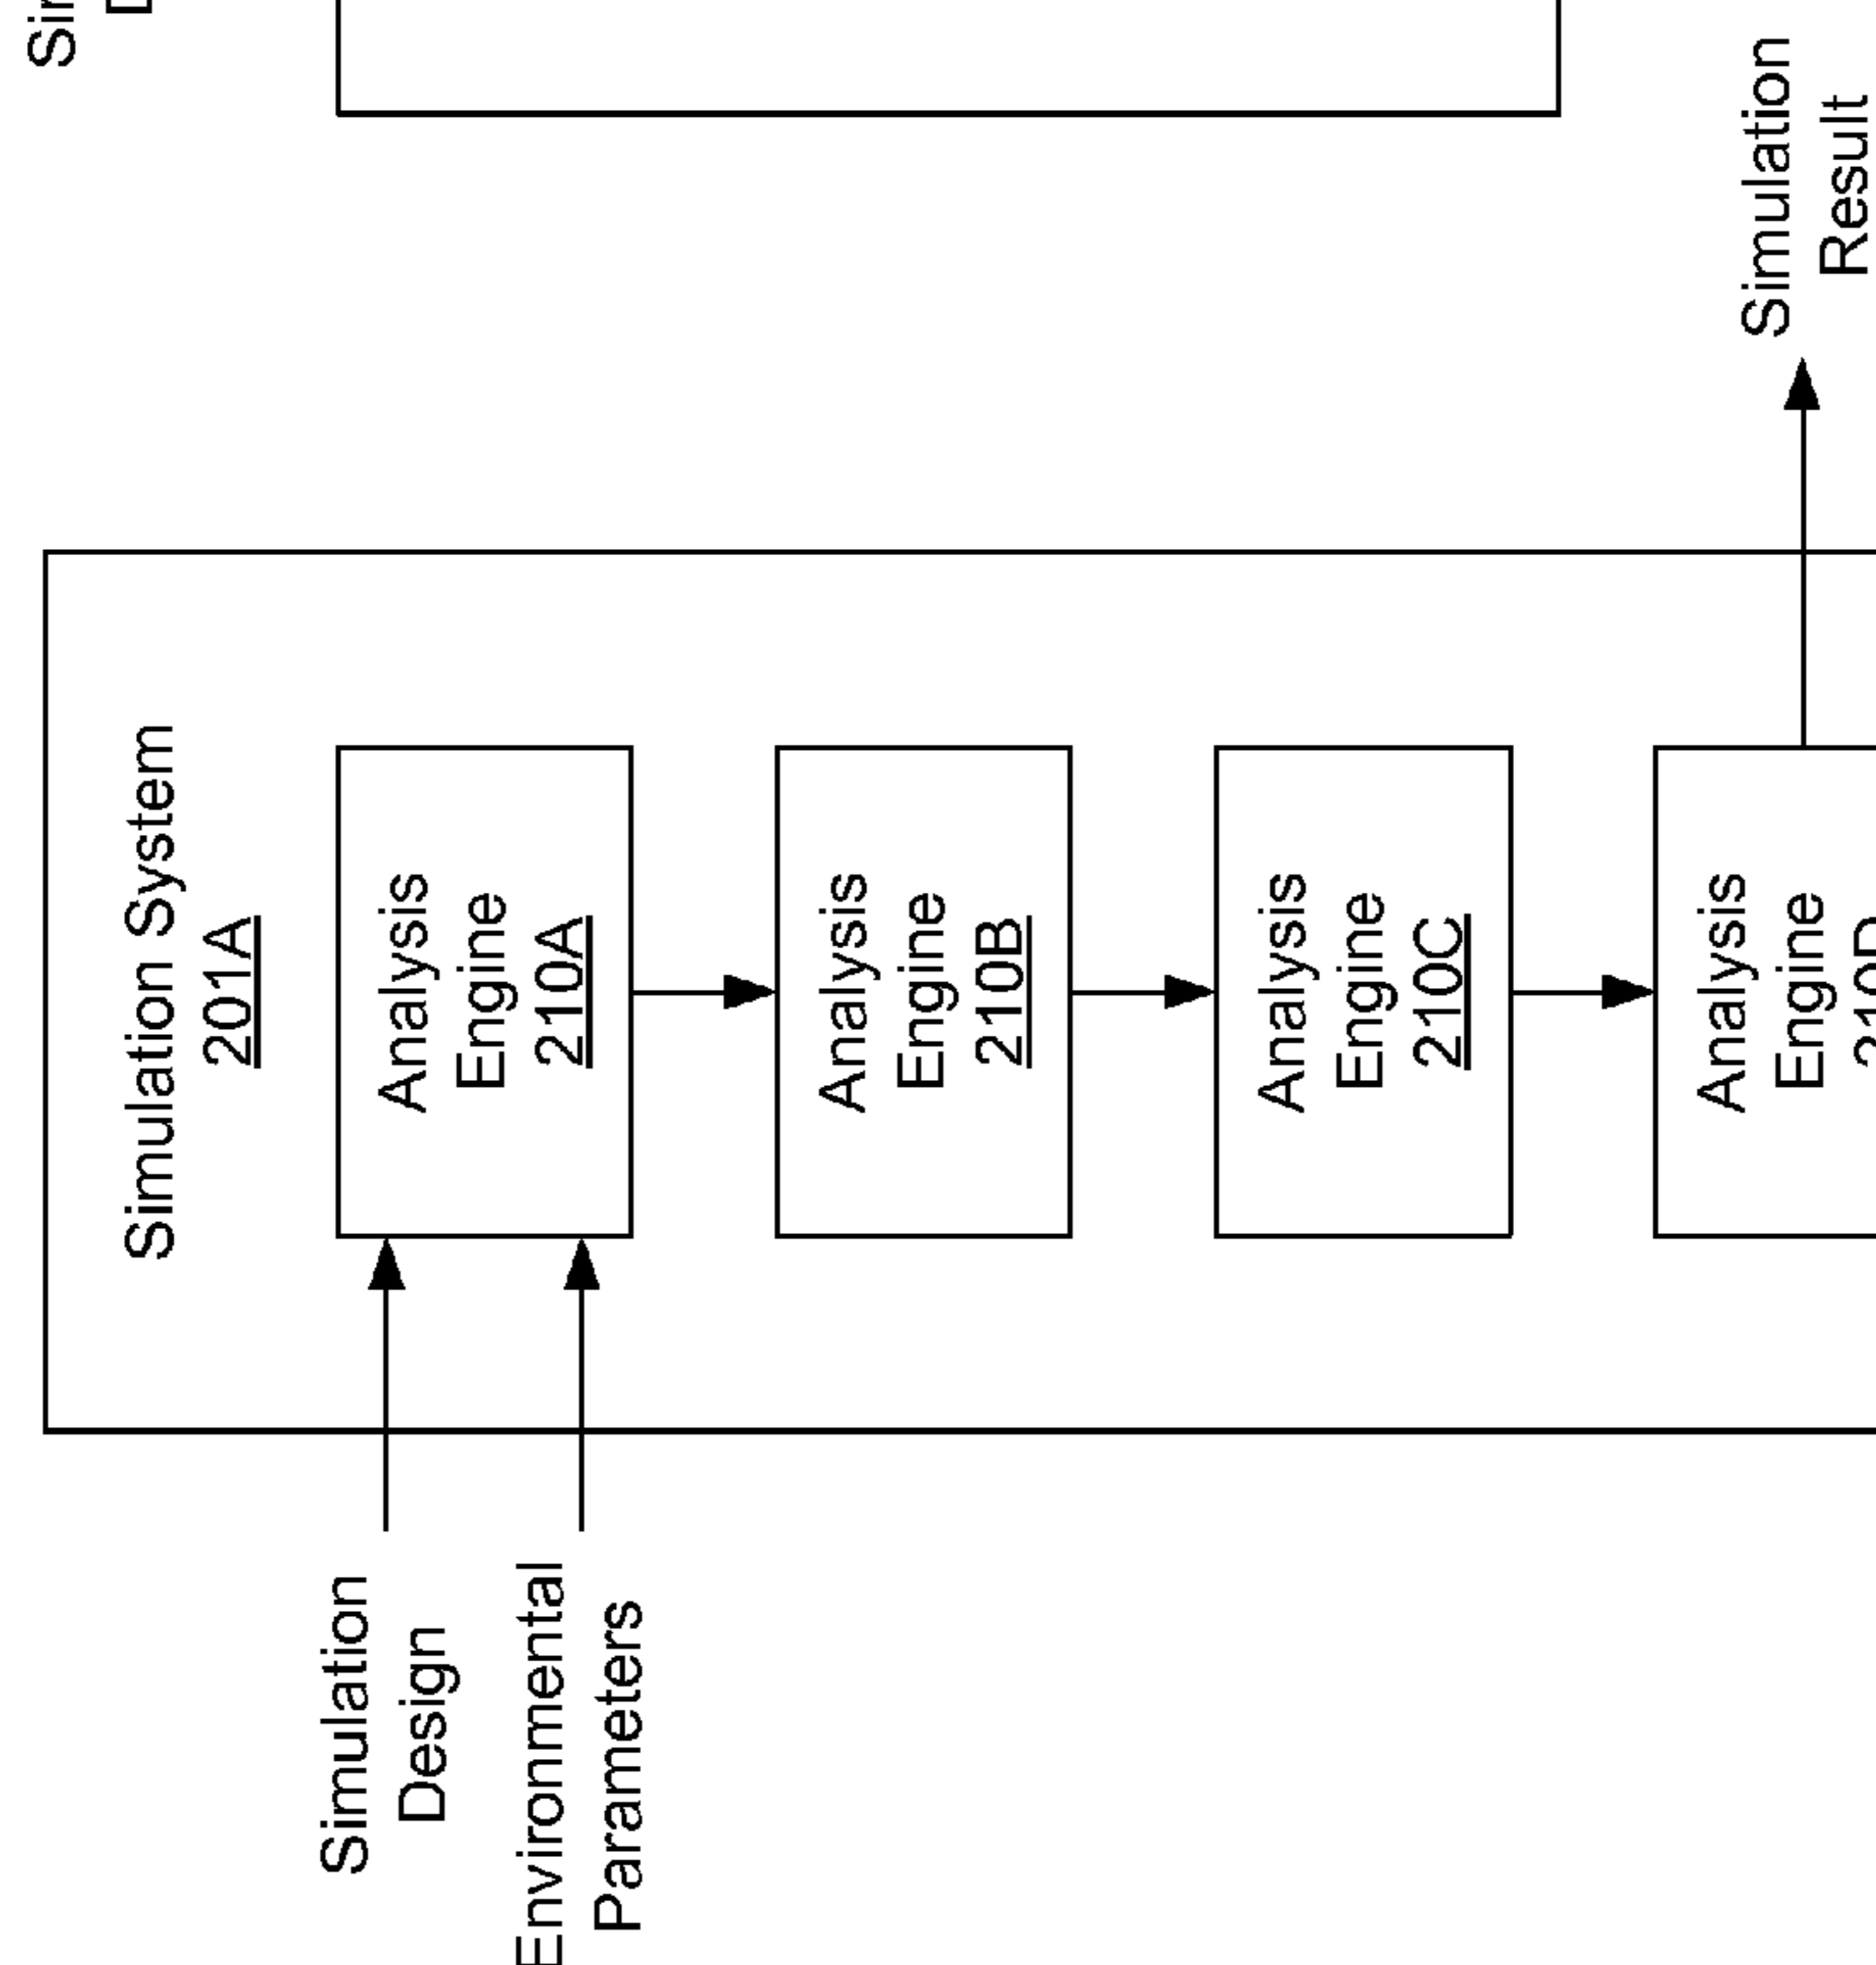 Simulation System
201A
Simulation
Design
Environmental
Parameters
Analysis
Engine
210A
Analysis
Engine
210B
Analysis
Engine
210C
Analysis
Engine
Simulation
Result